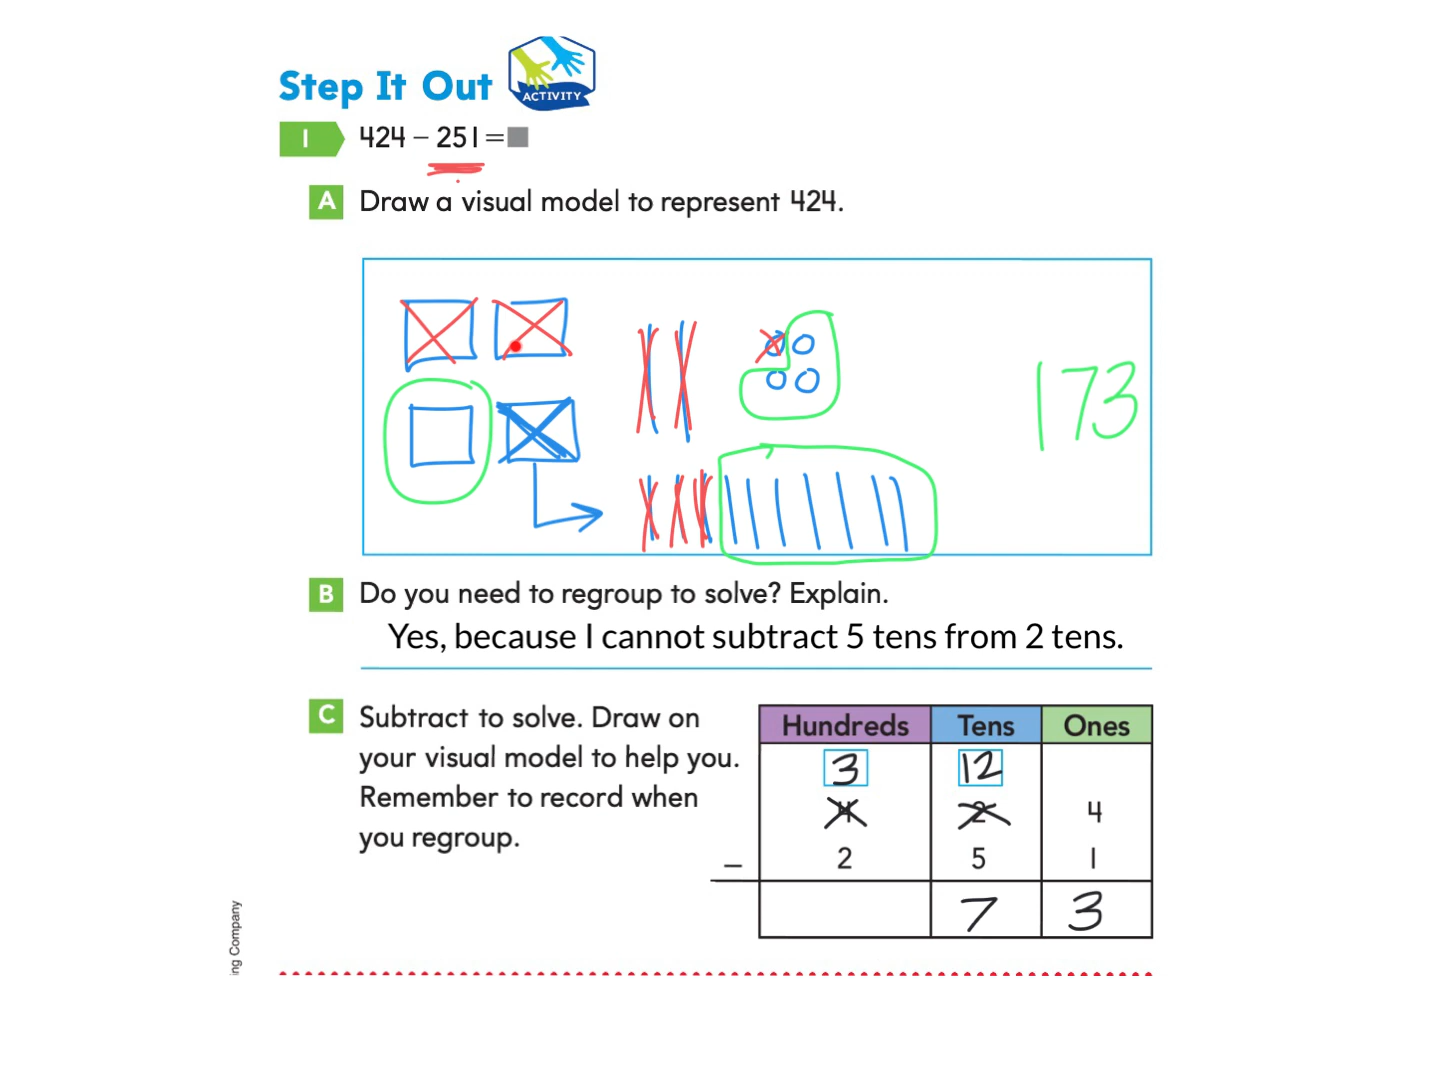 Step It Out
ACTIVITY
1 424 − 251 = ■
A Draw a visual model to represent 424.
173
B Do you need to regroup to solve? Explain.
Yes, because I cannot subtract 5 tens from 2 tens.
C Subtract to solve. Draw on
your visual model to help you.
Remember to record when
you regroup.
Hundreds Tens Ones
3 12
4 2 4
− 2 5 1
7 3
ing Company